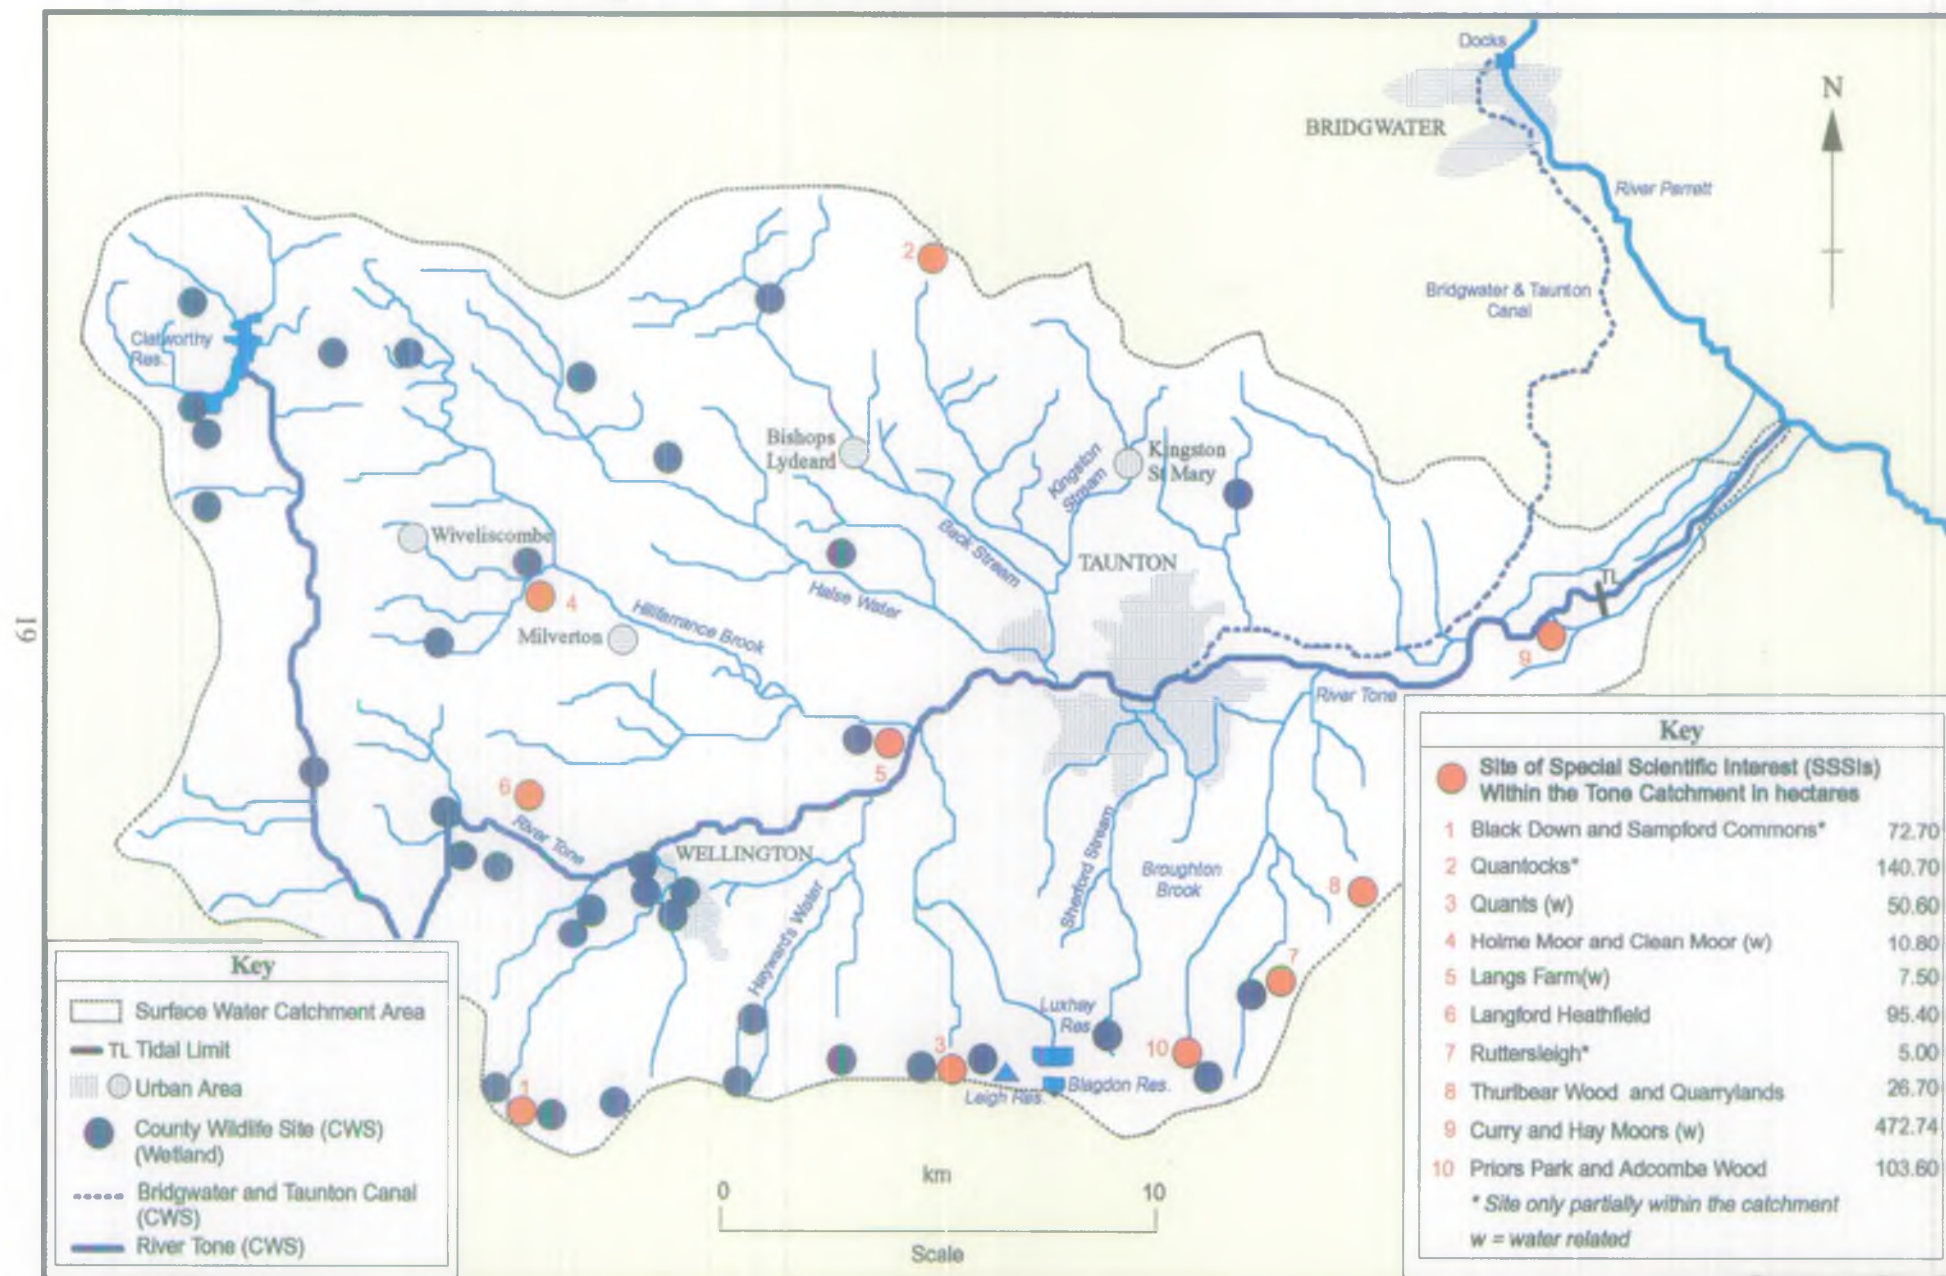 Docks
BRIDGWATER
N
River Parrett
Bridgwater & Taunton
Canal
2
Clatworthy
Res.
Bishops
Lydeard
Kingston
Stream
Kingston
St Mary
Wiveliscombe
Back Stream
TAUNTON
4
Halse Water
Hillfarrance Brook
Milverton
TL
9
River Tone
5
6
River Tone
WELLINGTON
Hayward's Water
Sherford Stream
Broughton
Brook
8
7
Luxhay
Res.
10
3
1
Leigh Res.
Blagdon Res.
19
Key
Surface Water Catchment Area
TL Tidal Limit
Urban Area
County Wildlife Site (CWS)
(Wetland)
Bridgwater and Taunton Canal
(CWS)
River Tone (CWS)
km
0 10
Scale
Key
Site of Special Scientific Interest (SSSIs)
Within the Tone Catchment in hectares
1 Black Down and Sampford Commons* 72.70
2 Quantocks* 140.70
3 Quants (w) 50.60
4 Holme Moor and Clean Moor (w) 10.80
5 Langs Farm(w) 7.50
6 Langford Heathfield 95.40
7 Ruttersleigh* 5.00
8 Thurlbear Wood and Quarrylands 26.70
9 Curry and Hay Moors (w) 472.74
10 Priors Park and Adcombe Wood 103.60
* Site only partially within the catchment
w = water related